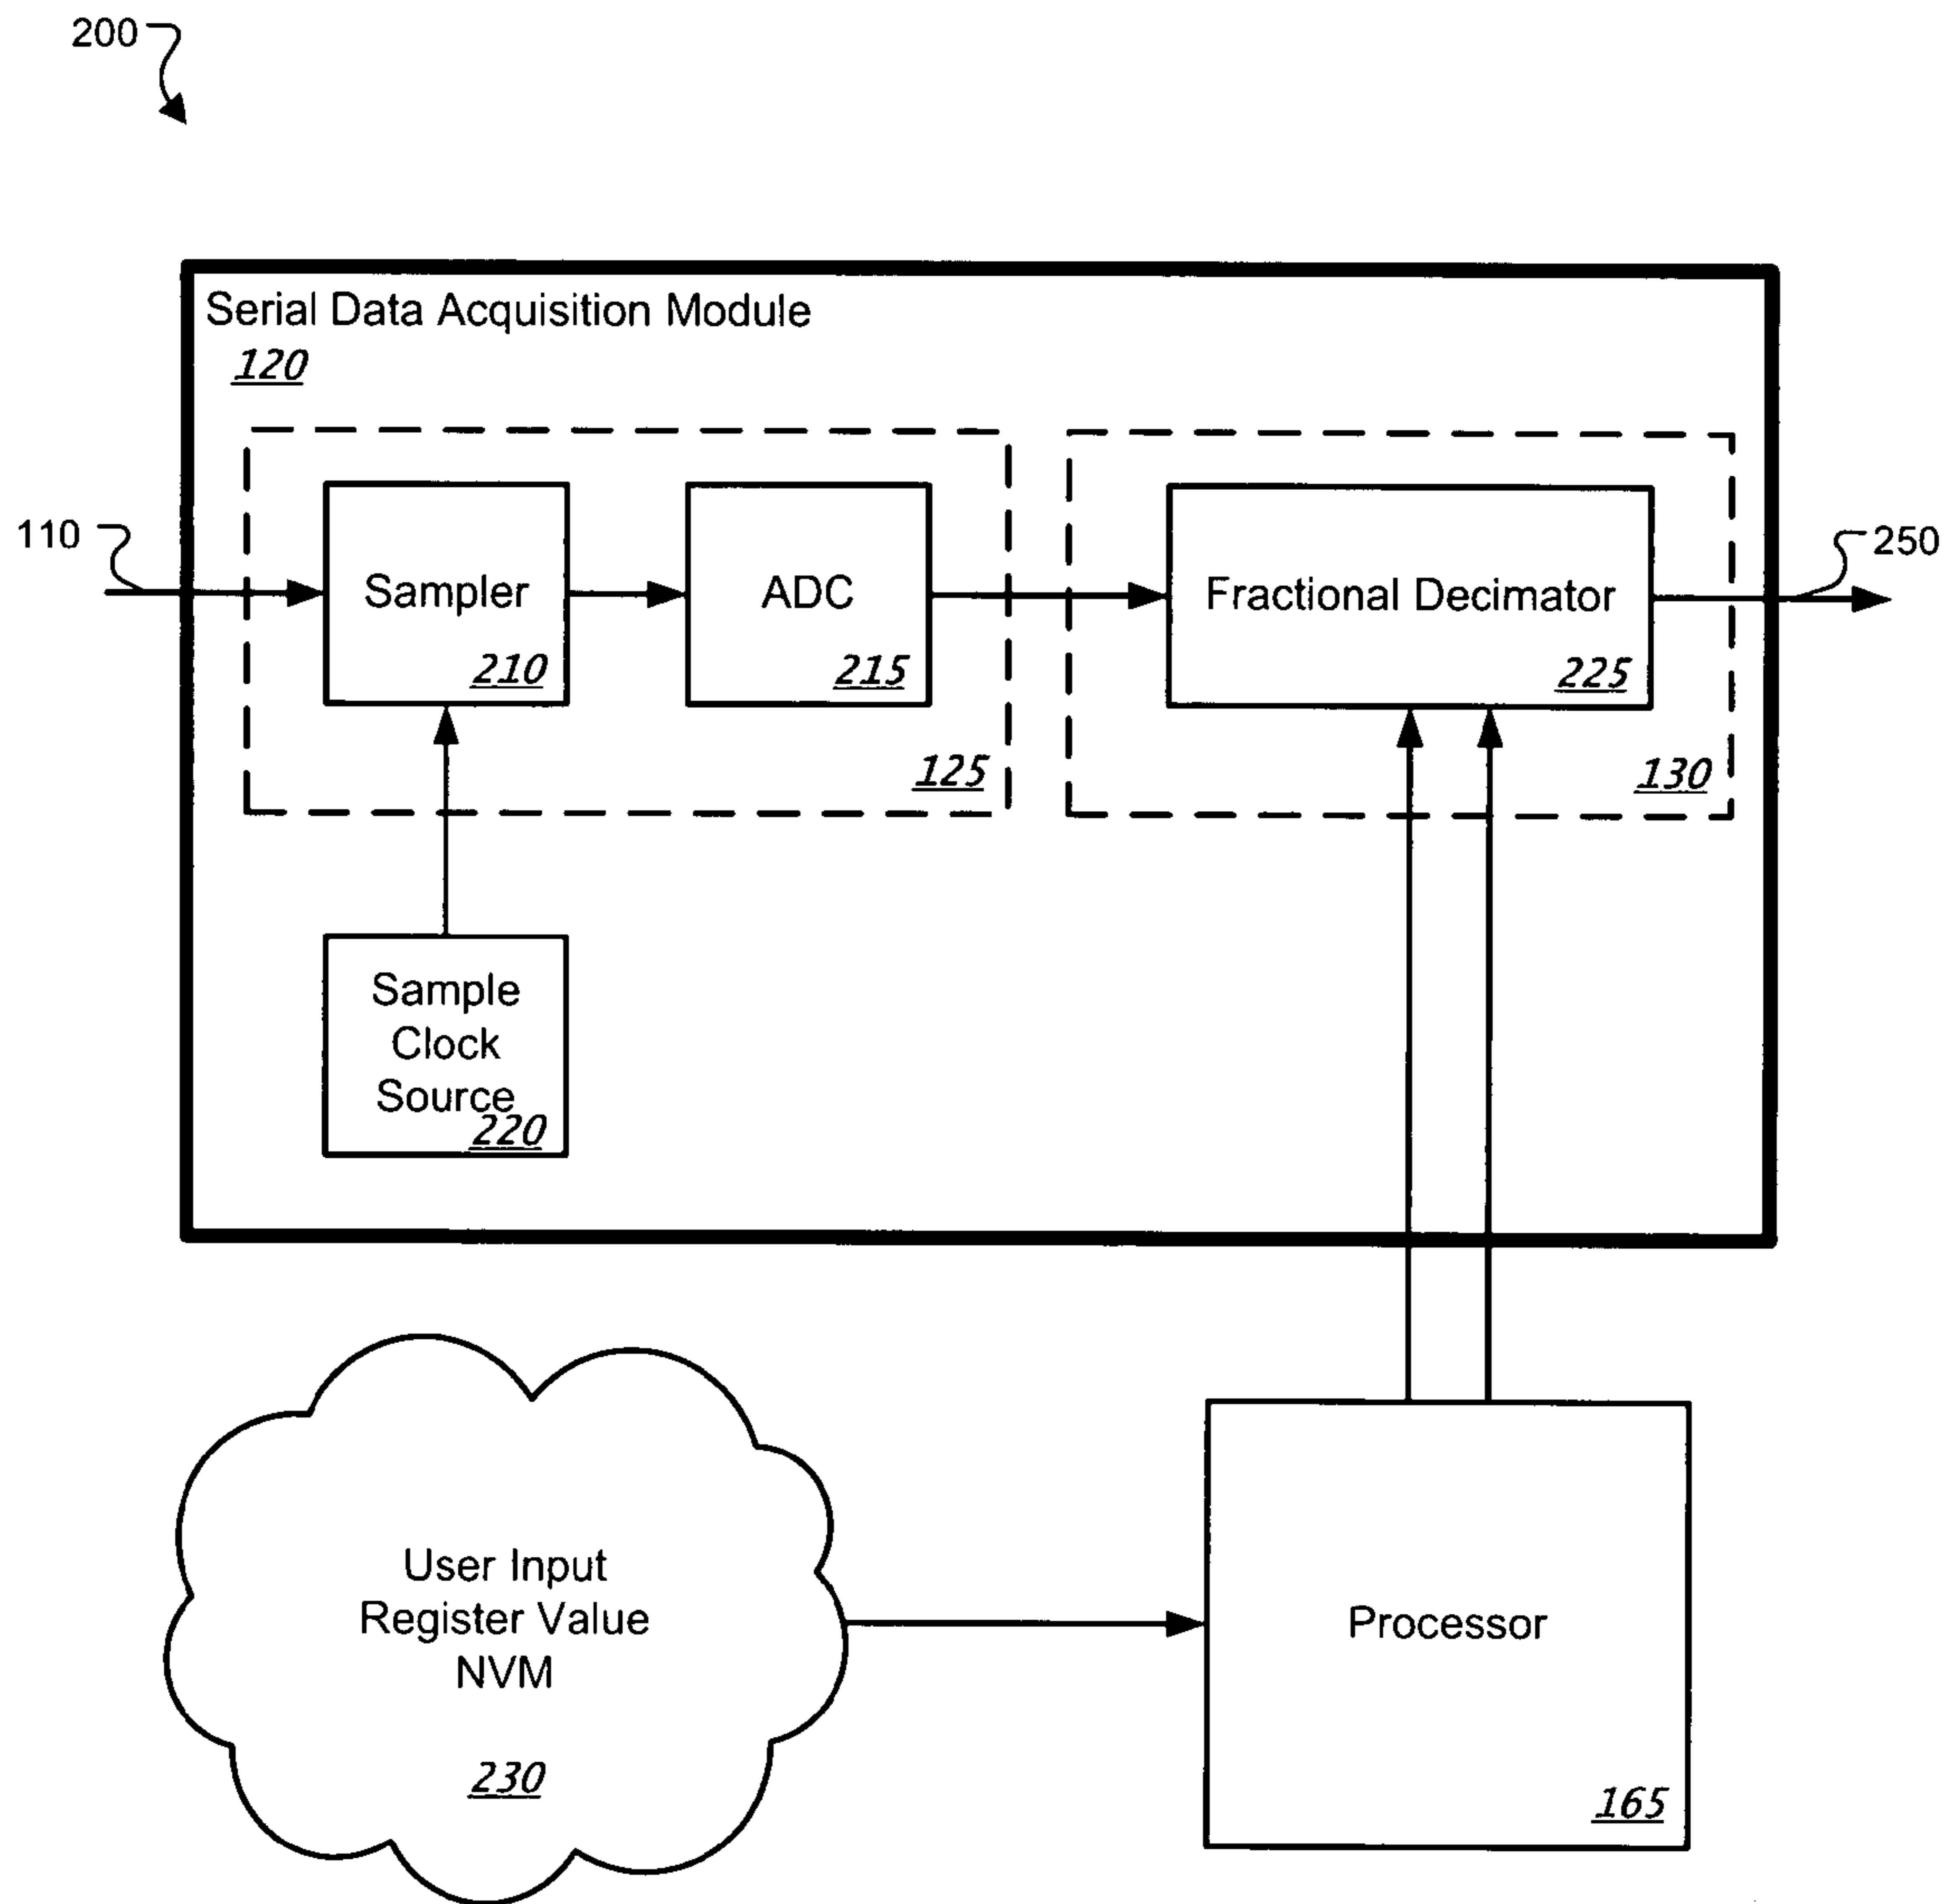 200
Serial Data Acquisition Module
120
110
Sampler
210
ADC
215
Fractional Decimator
225
250
125
130
Sample
Clock
Source
220
User Input
Register Value
NVM
230
Processor
165